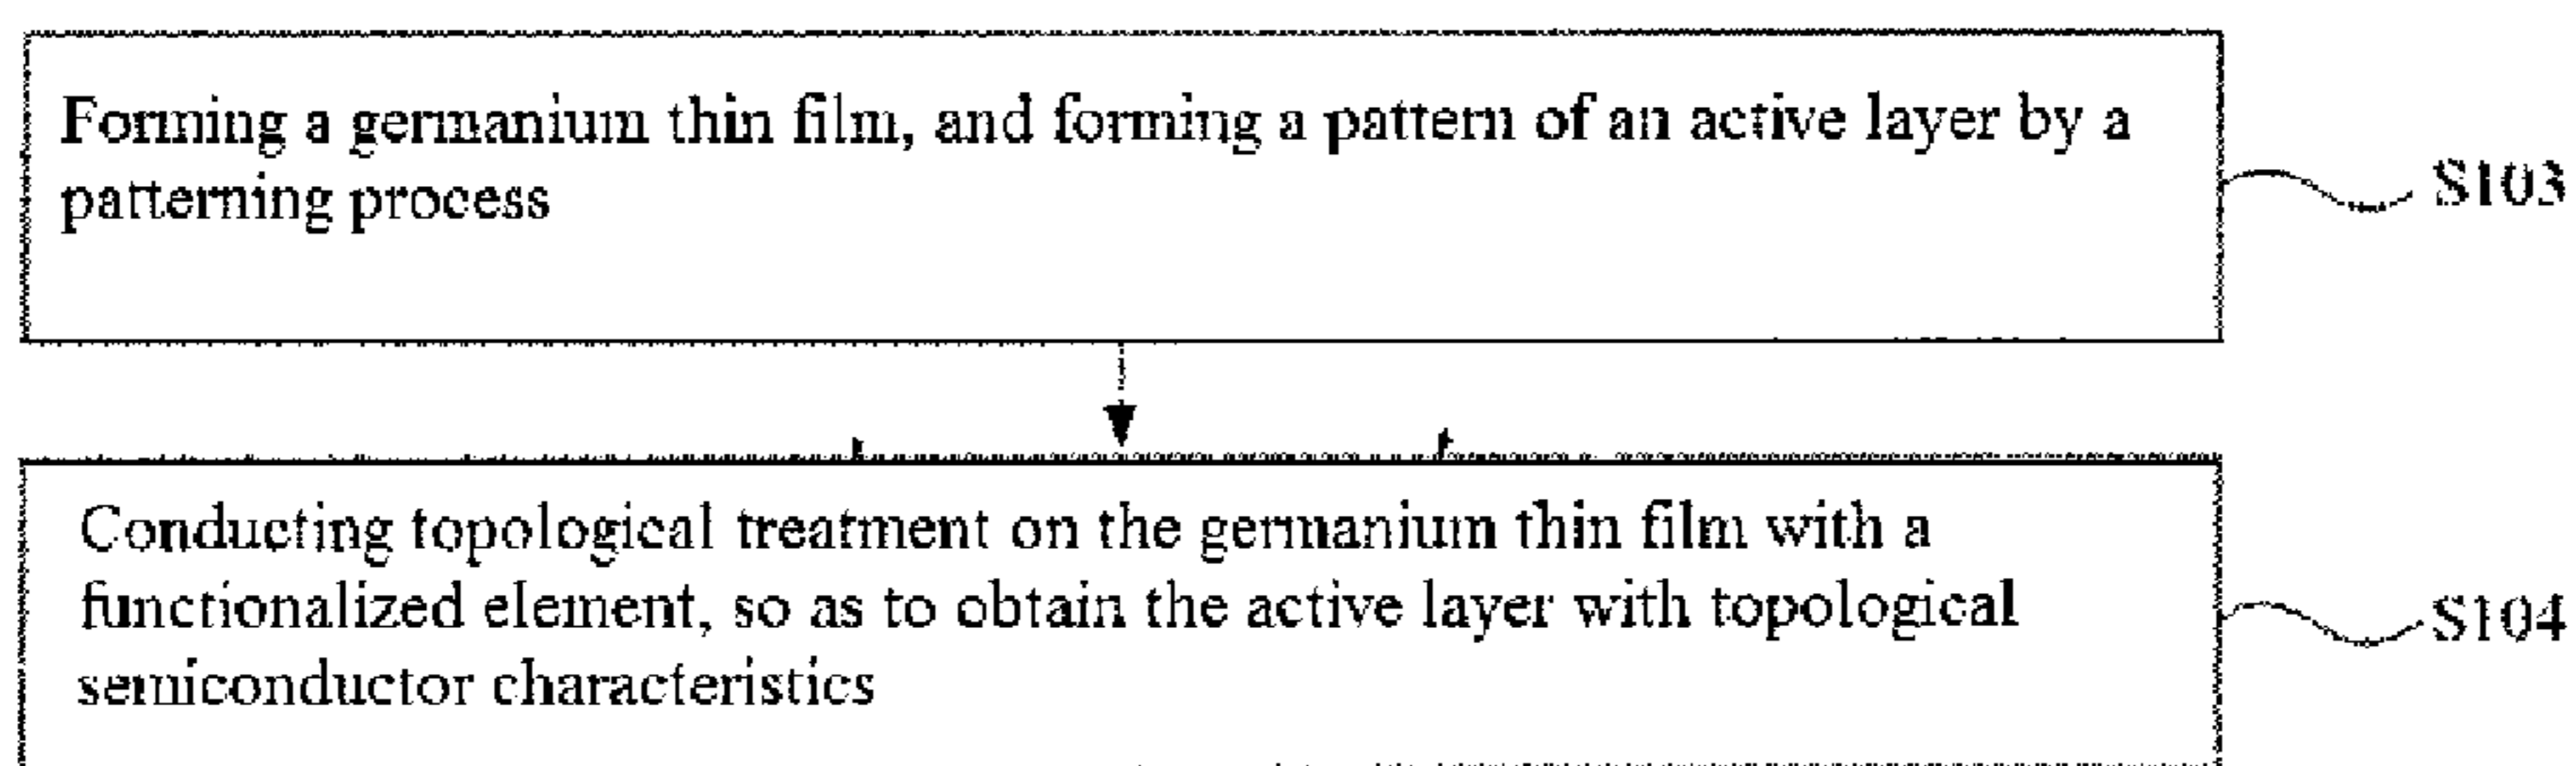 Forming a germanium thin film, and forming a pattern of an active layer by a
patterning process
S103
Conducting topological treatment on the germanium thin film with a
functionalized element, so as to obtain the active layer with topological
semiconductor characteristics
S104